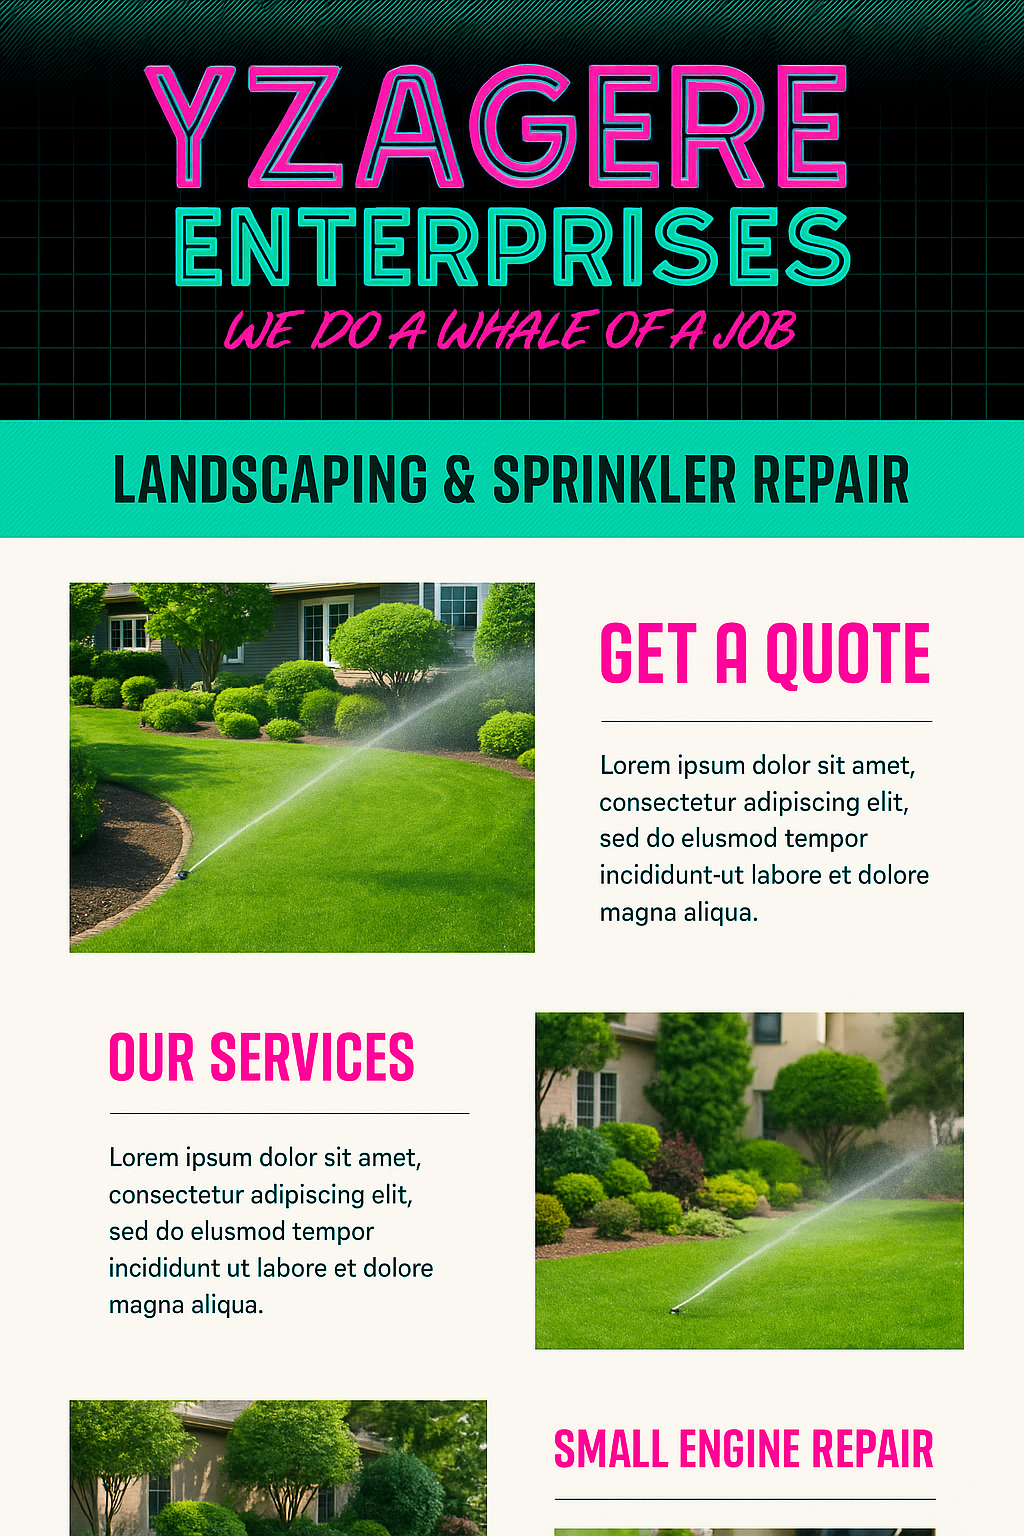 YZAGERE
ENTERPRISES
WE DO A WHALE OF A JOB
LANDSCAPING & SPRINKLER REPAIR
GET A QUOTE
Lorem ipsum dolor sit amet,
consectetur adipiscing elit,
sed do elusmod tempor
incididunt-ut labore et dolore
magna aliqua.
OUR SERVICES
Lorem ipsum dolor sit amet,
consectetur adipiscing elit,
sed do elusmod tempor
incididunt ut labore et dolore
magna aliqua.
SMALL ENGINE REPAIR